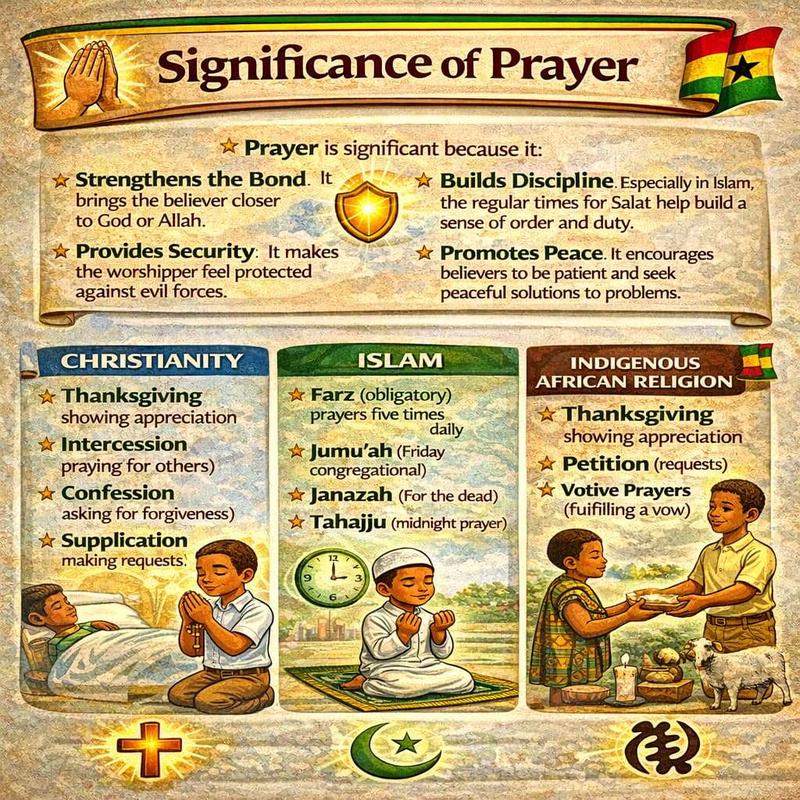 Significance of Prayer
Prayer is significant because it:
Strengthens the Bond. It
brings the believer closer
to God or Allah.
Provides Security: It makes
the worshipper feel protected
against evil forces.
Builds Discipline. Especially in Islam,
the regular times for Salat help build a
sense of order and duty.
Promotes Peace. It encourages
believers to be patient and seek
peaceful solutions to problems.
CHRISTIANITY
Thanksgiving
showing appreciation
Intercession
praying for others)
Confession
asking for forgiveness)
Supplication
making requests.
ISLAM
Farz (obligatory)
prayers five times
daily
Jumu'ah (Friday
congregational)
Janazah (For the dead)
Tahajju (midnight prayer)
INDIGENOUS
AFRICAN RELIGION
Thanksgiving
showing appreciation
Petition (requests)
Votive Prayers
(fuifilling a vow)